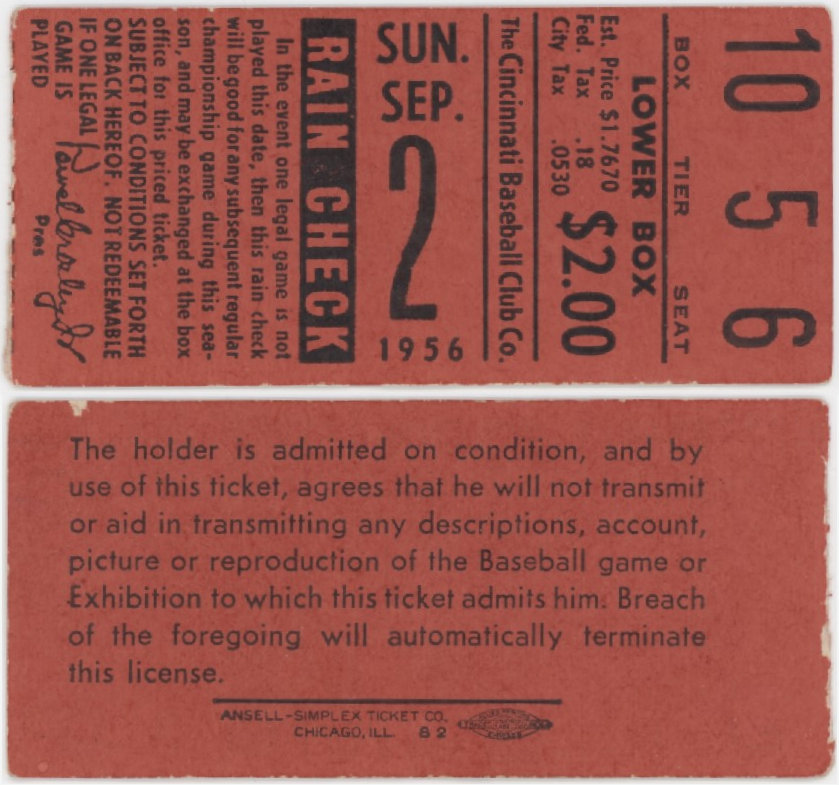 10 5 6
BOX TIER SEAT
LOWER BOX
Est. Price $1.7670
Fed. Tax .18
City Tax .0530
$2.00
The Cincinnati Baseball Club Co.
SUN.
SEP.
2
1956
RAIN CHECK
In the event one legal game is not
played this date, then this rain check
will be good for any subsequent regular
championship game during this sea-
son, and may be exchanged at the box
office for this priced ticket.
SUBJECT TO CONDITIONS SET FORTH
ON BACK HEREOF. NOT REDEEMABLE
IF ONE LEGAL
GAME IS
PLAYED
Powel Crosley Jr
Pres
The holder is admitted on condition, and by
use of this ticket, agrees that he will not transmit
or aid in transmitting any descriptions, account,
picture or reproduction of the Baseball game or
Exhibition to which this ticket admits him. Breach
of the foregoing will automatically terminate
this license.
ANSELL-SIMPLEX TICKET CO.
CHICAGO, ILL. 82